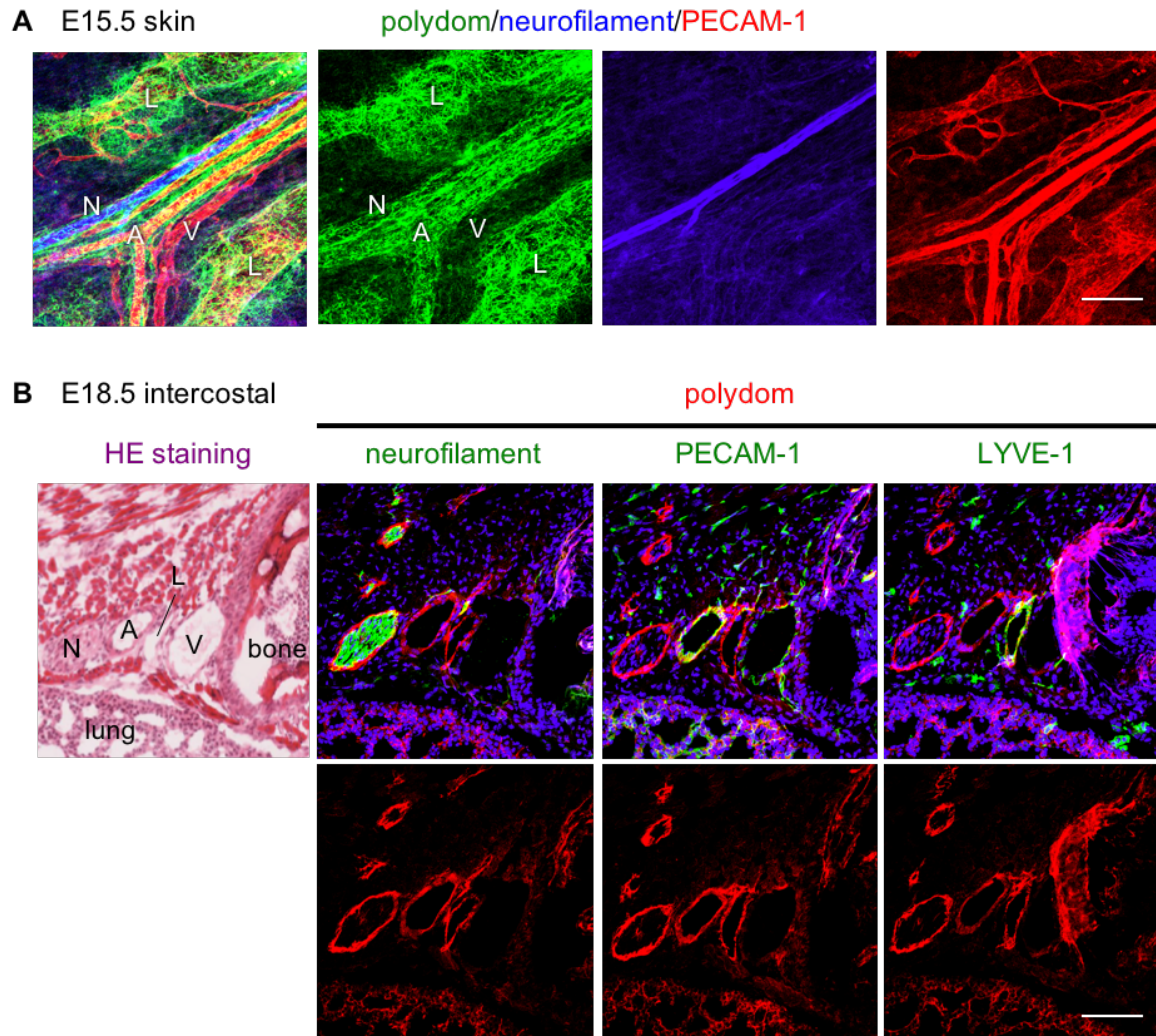 A E15.5 skin polydom/neurofilament/PECAM-1
L L
N A V N A V
L L
B E18.5 intercostal polydom
HE staining neurofilament PECAM-1 LYVE-1
L
A
N V bone
lung